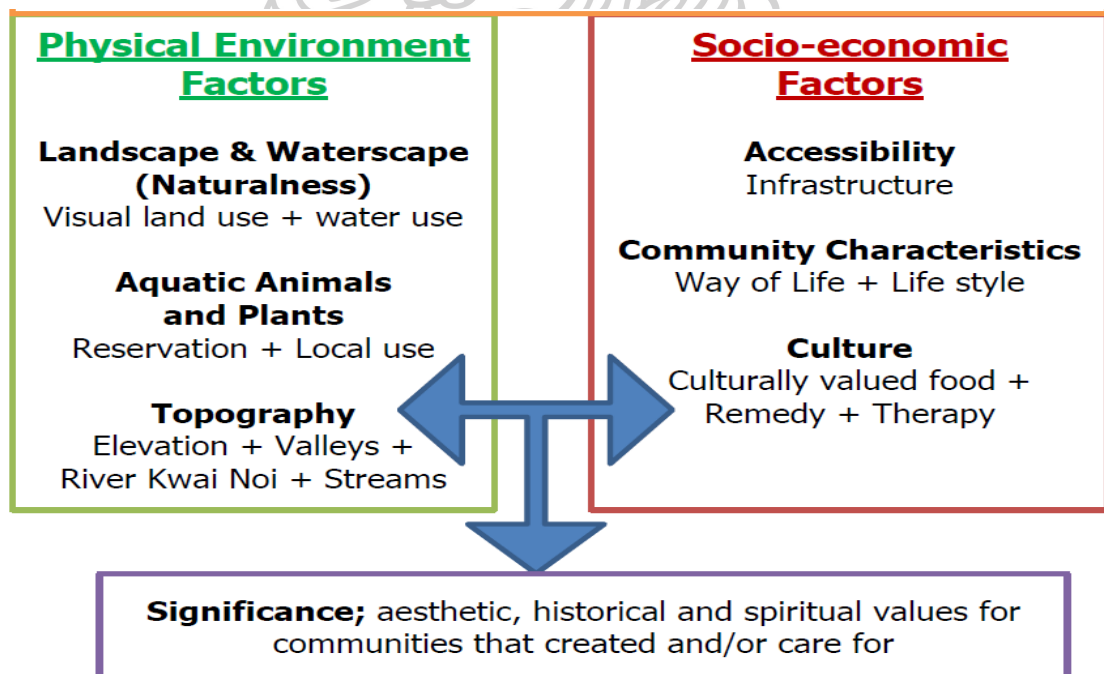 Physical Environment
Factors
Landscape & Waterscape
(Naturalness)
Visual land use + water use
Aquatic Animals
and Plants
Reservation + Local use
Topography
Elevation + Valleys +
River Kwai Noi + Streams
Socio-economic
Factors
Accessibility
Infrastructure
Community Characteristics
Way of Life + Life style
Culture
Culturally valued food +
Remedy + Therapy
Significance; aesthetic, historical and spiritual values for
communities that created and/or care for